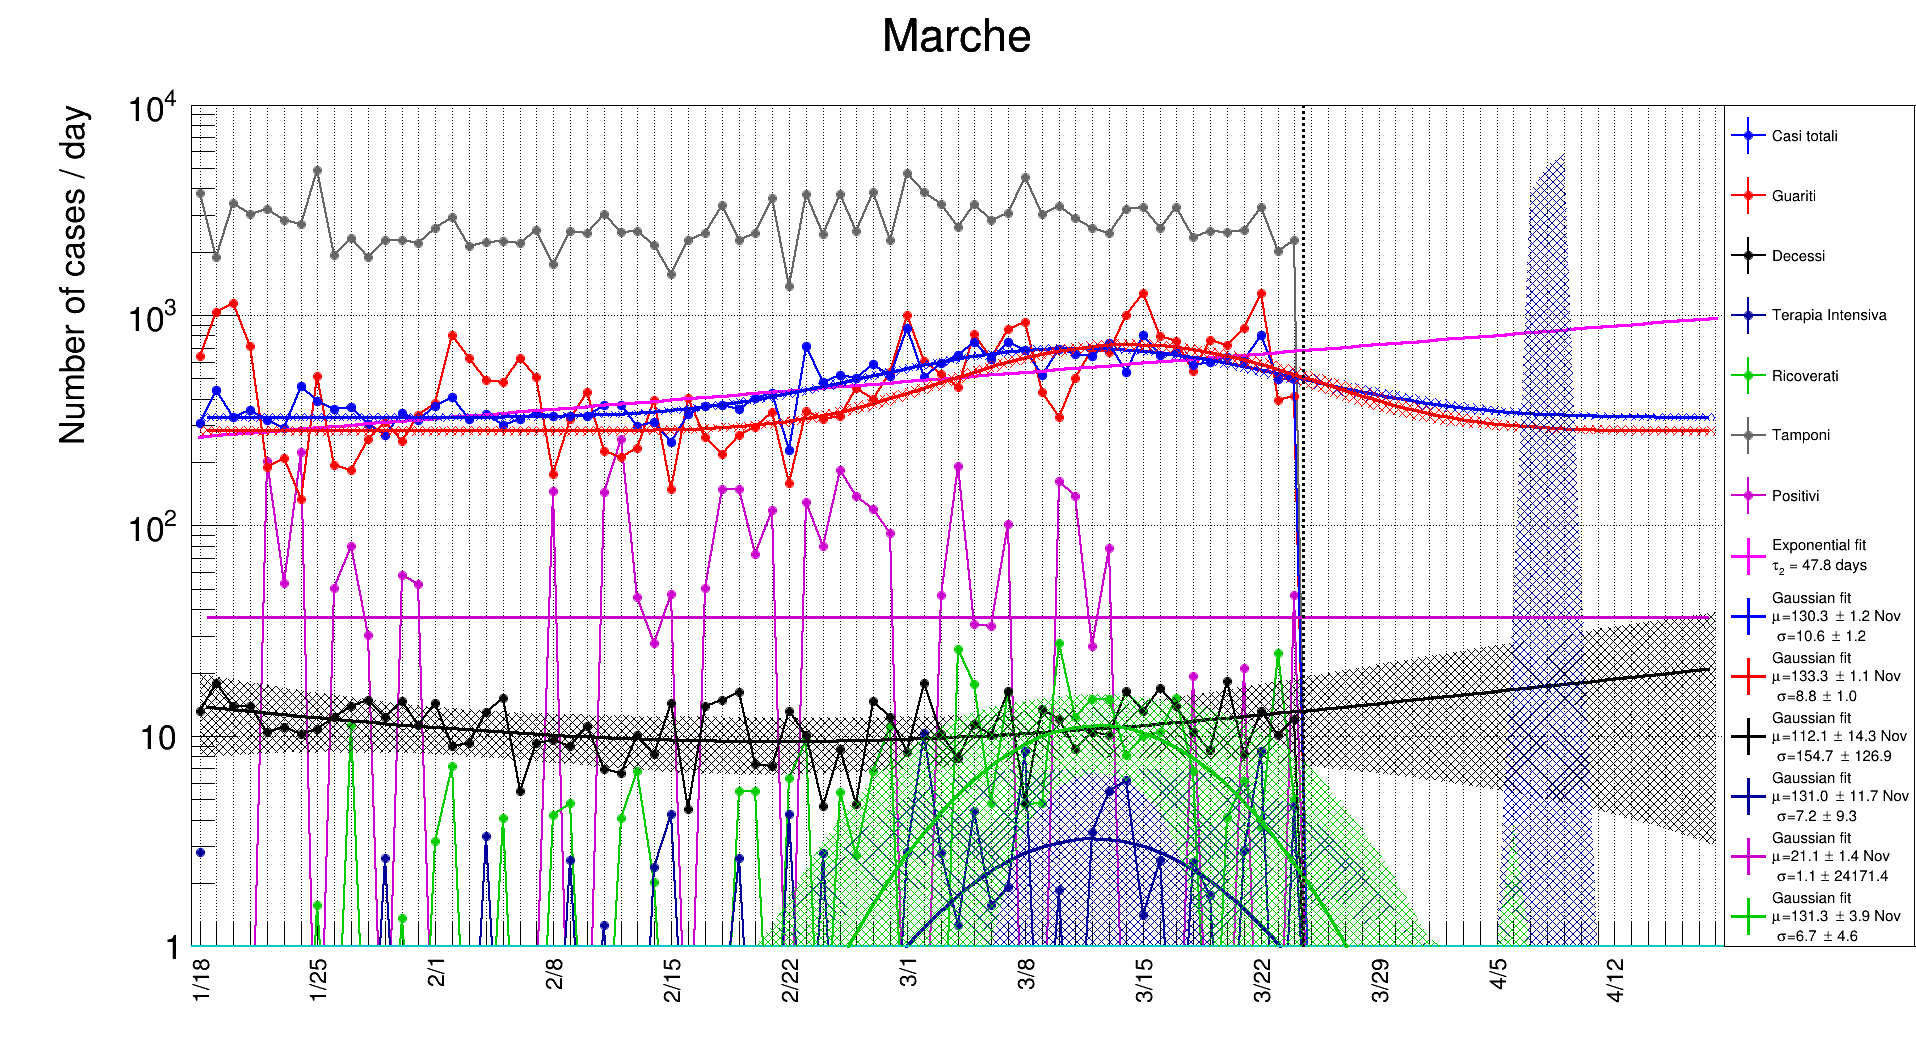 Marche
Number of cases / day
10^4
10^3
10^2
10
1
1/18
1/25
2/1
2/8
2/15
2/22
3/1
3/8
3/15
3/22
3/29
4/5
4/12
Casi totali
Guariti
Decessi
Terapia Intensiva
Ricoverati
Tamponi
Positivi
Exponential fit
τ_2 = 47.8 days
Gaussian fit
μ=130.3 ± 1.2 Nov
σ=10.6 ± 1.2
Gaussian fit
μ=133.3 ± 1.1 Nov
σ=8.8 ± 1.0
Gaussian fit
μ=112.1 ± 14.3 Nov
σ=154.7 ± 126.9
Gaussian fit
μ=131.0 ± 11.7 Nov
σ=7.2 ± 9.3
Gaussian fit
μ=21.1 ± 1.4 Nov
σ=1.1 ± 24171.4
Gaussian fit
μ=131.3 ± 3.9 Nov
σ=6.7 ± 4.6